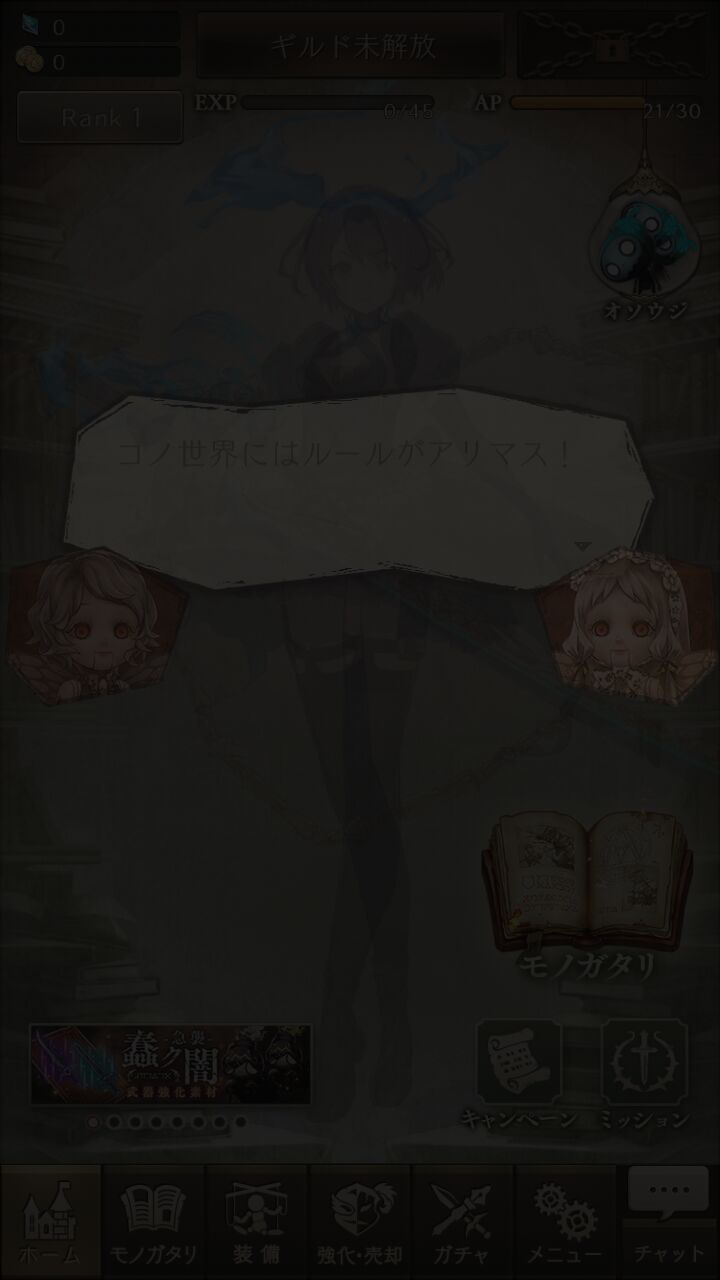 0
ギルド未解放
0
EXP
0/45
AP
21/30
Rank 1
オソウジ
コノ世界にはルールがアリマス!
モノガタリ
急襲
蠢ク闇
武器強化素材
キャンペーン
ミッション
ホーム
モノガタリ
装備
強化・売却
ガチャ
メニュー
チャット